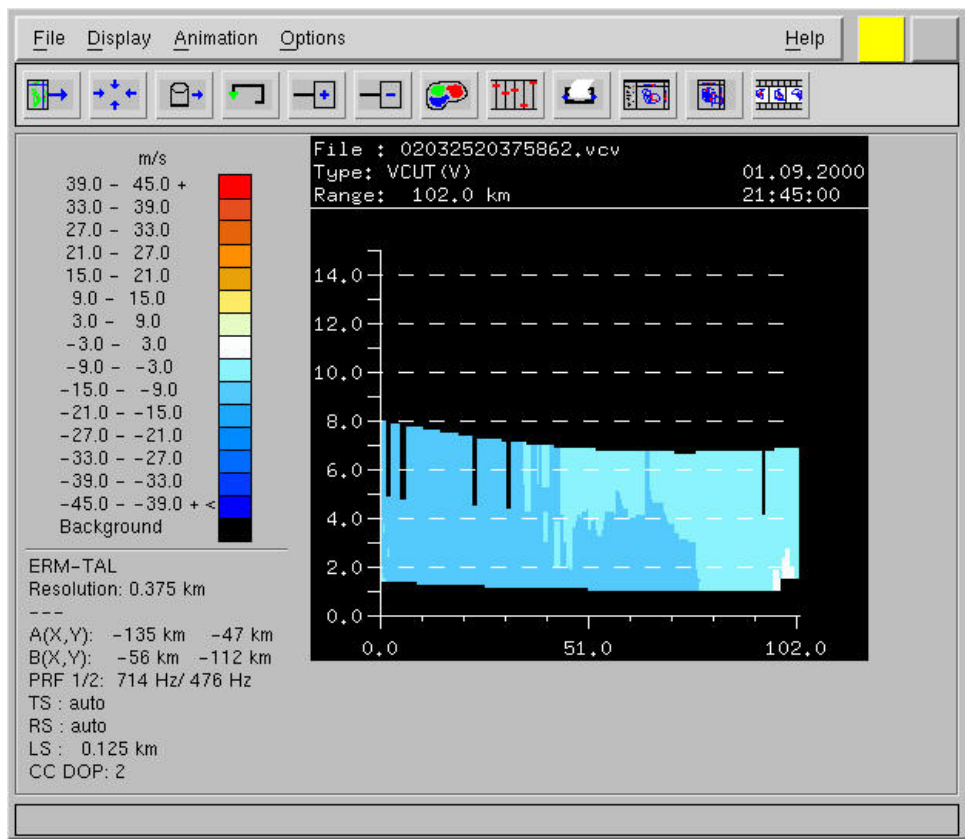 File Display Animation Options Help
m/s
39.0 - 45.0 +
33.0 - 39.0
27.0 - 33.0
21.0 - 27.0
15.0 - 21.0
9.0 - 15.0
3.0 - 9.0
-3.0 - 3.0
-9.0 - -3.0
-15.0 - -9.0
-21.0 - -15.0
-27.0 - -21.0
-33.0 - -27.0
-39.0 - -33.0
-45.0 - -39.0 + <
Background
ERM-TAL
Resolution: 0.375 km
---
A(X,Y): -135 km -47 km
B(X,Y): -56 km -112 km
PRF 1/2: 714 Hz/ 476 Hz
TS : auto
RS : auto
LS : 0.125 km
CC DOP: 2
File : 02032520375862.vcv
Type: VCUT(V) 01.09.2000
Range: 102.0 km 21:45:00
14.0
12.0
10.0
8.0
6.0
4.0
2.0
0.0
0.0 51.0 102.0